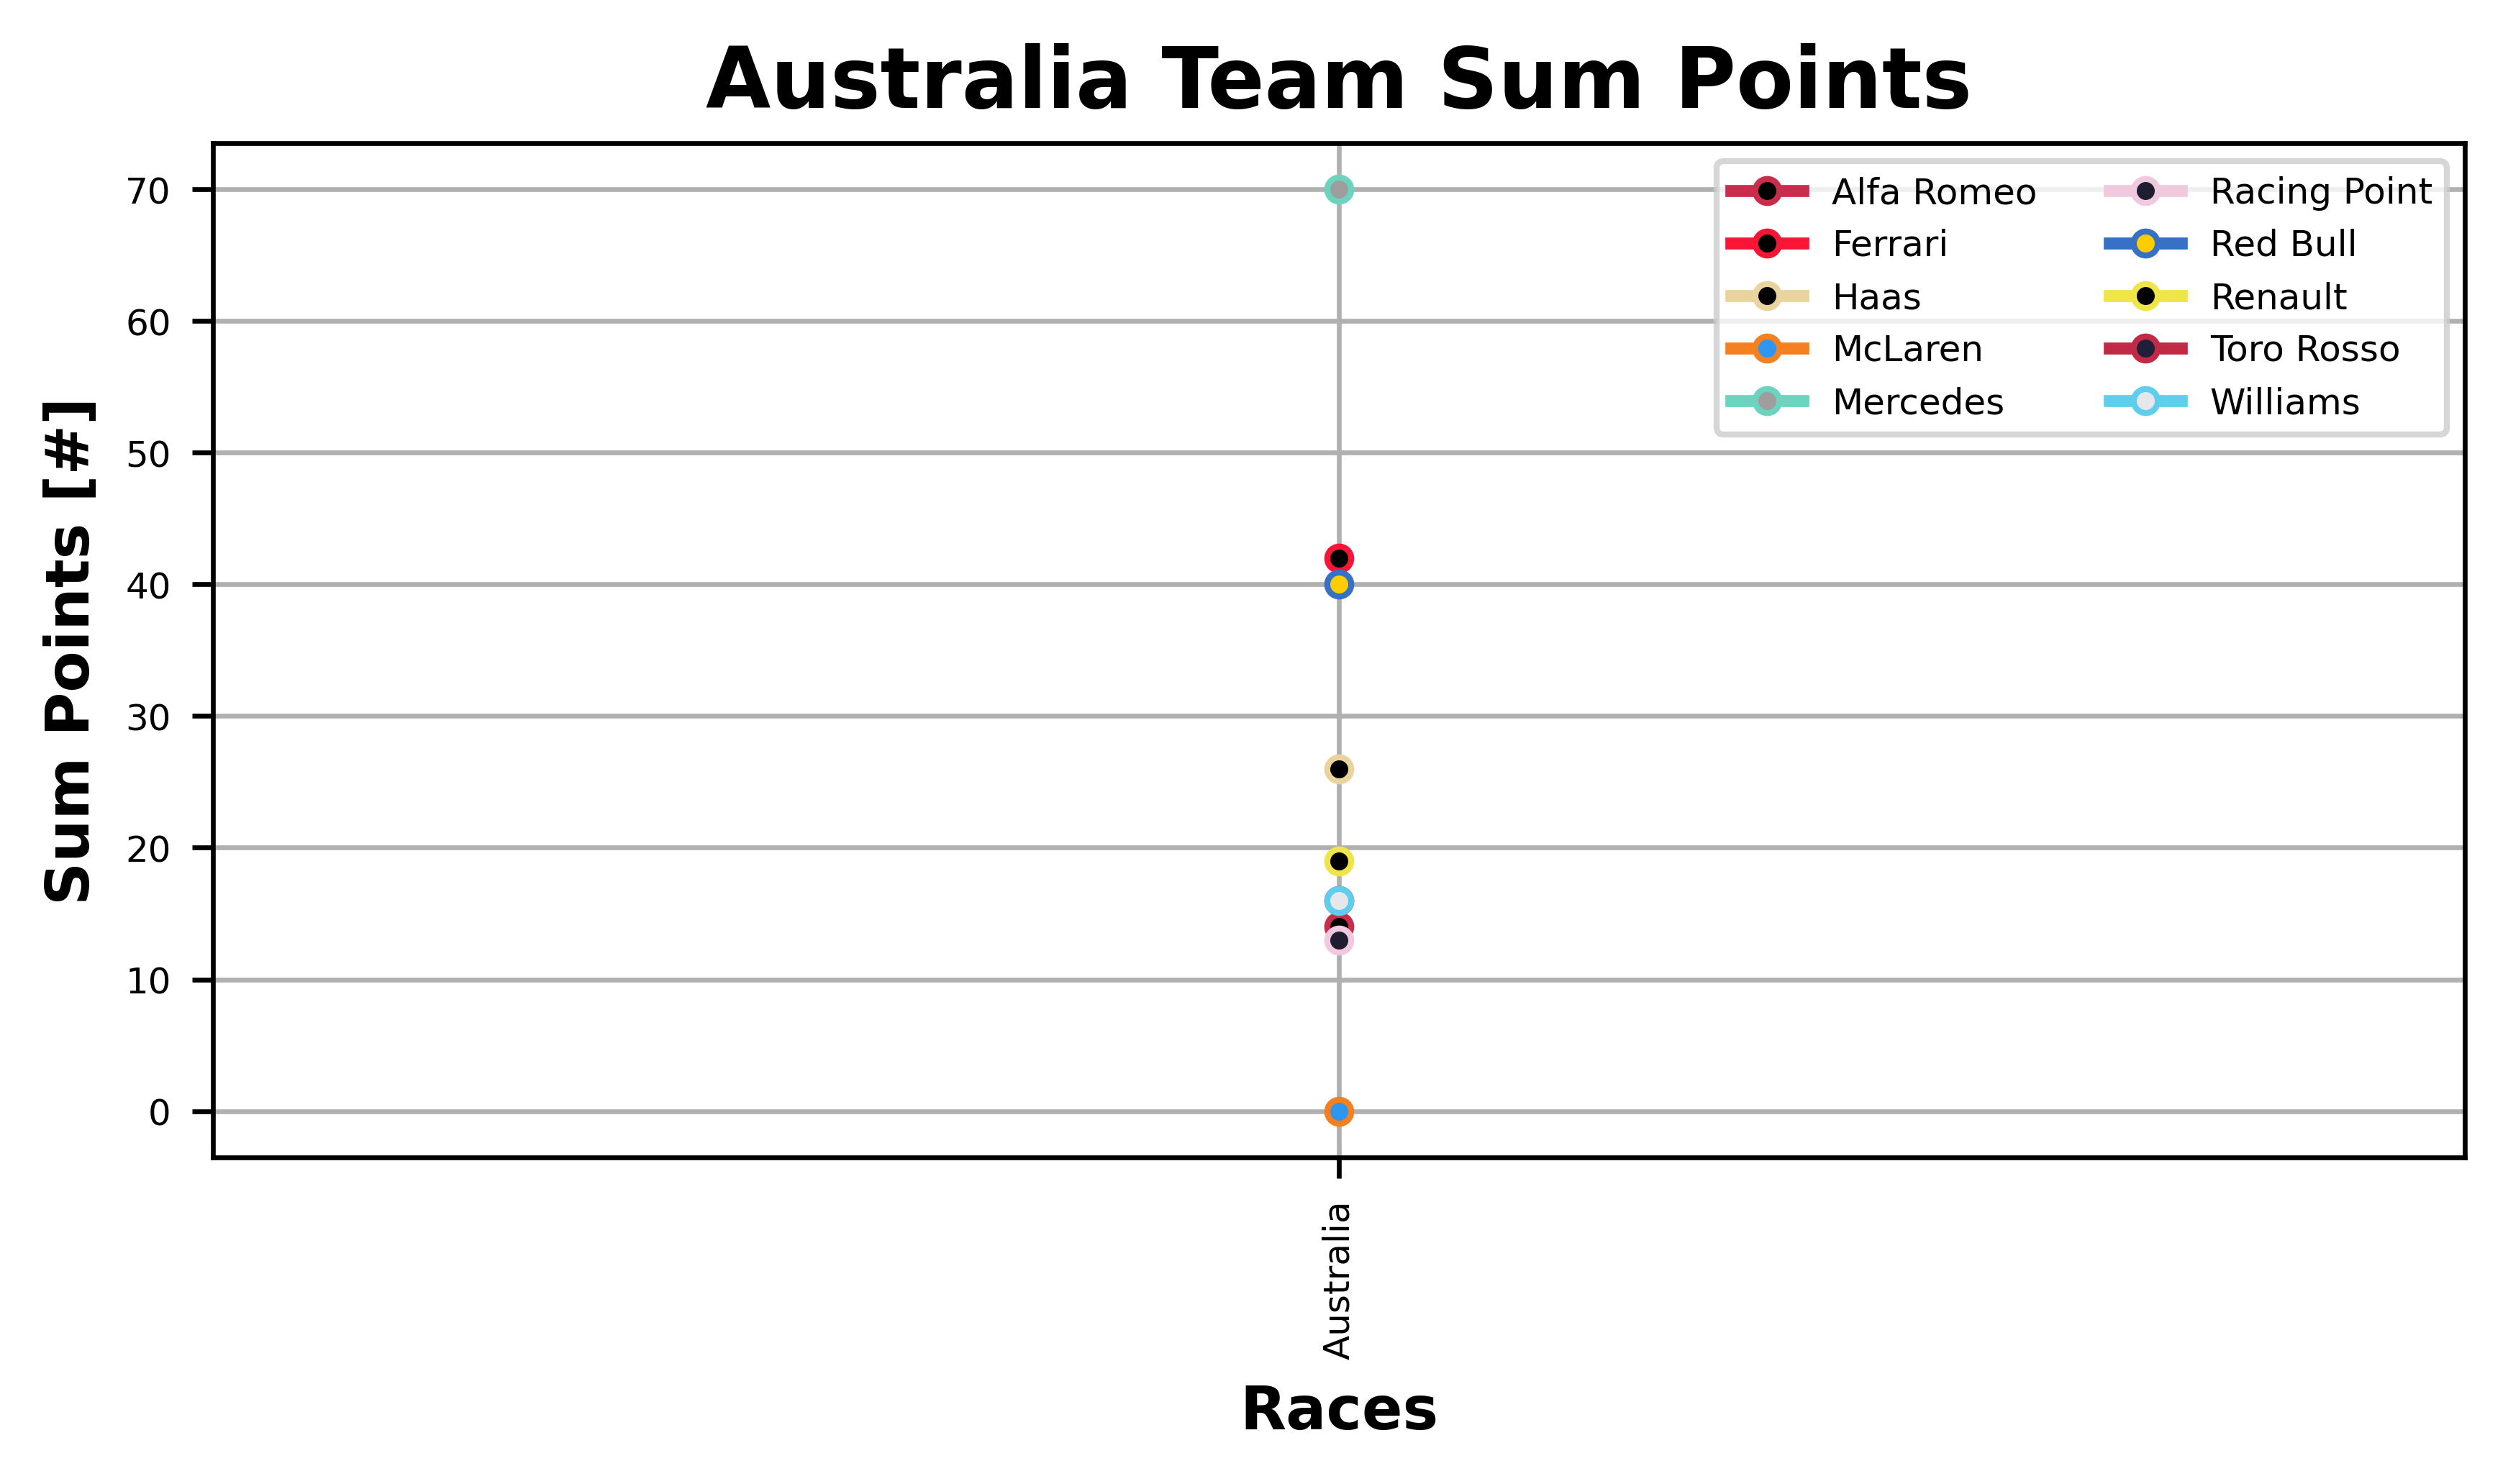 Australia Team Sum Points
Sum Points [#]
70
60
50
40
30
20
10
0
Alfa Romeo
Ferrari
Haas
McLaren
Mercedes
Racing Point
Red Bull
Renault
Toro Rosso
Williams
Australia
Races